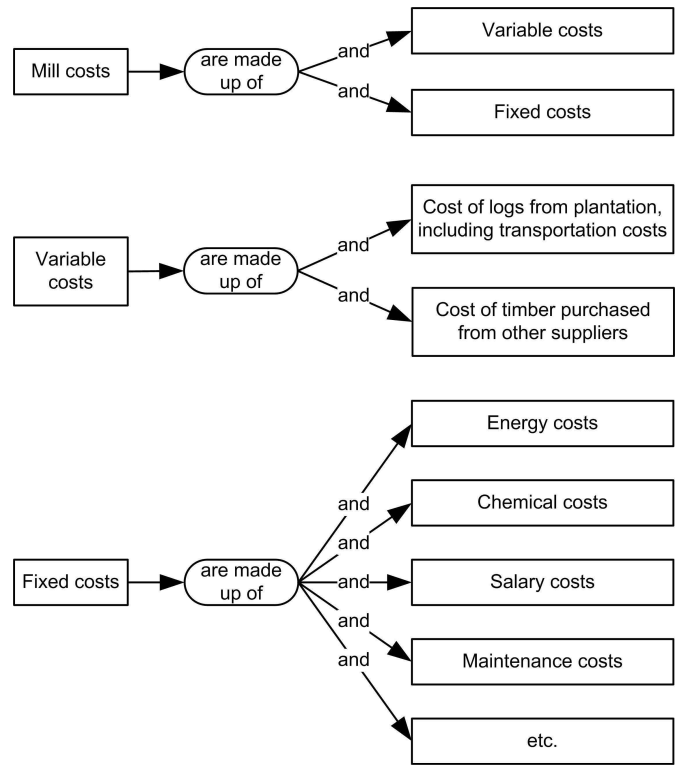 Mill costs
are made
up of
and
Variable costs
and
Fixed costs
Variable
costs
are made
up of
and
Cost of logs from plantation,
including transportation costs
and
Cost of timber purchased
from other suppliers
Fixed costs
are made
up of
and
Energy costs
and
Chemical costs
and
Salary costs
and
Maintenance costs
and
etc.